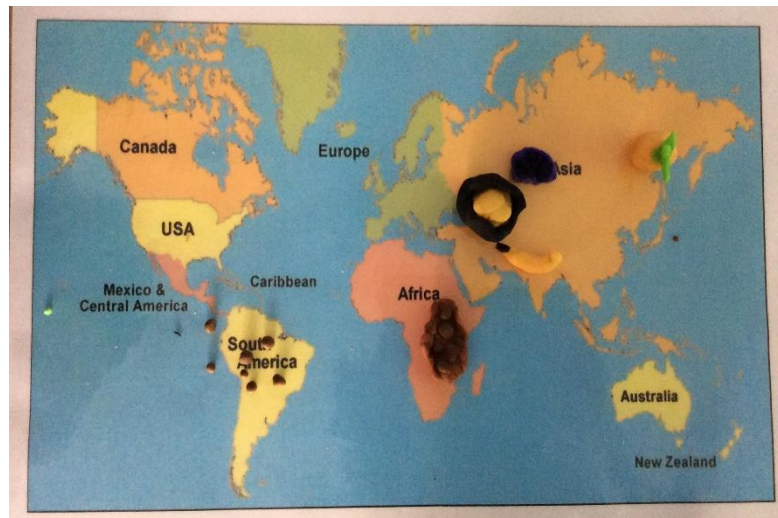 Canada
Europe
Asia
USA
Mexico &
Central America
Caribbean
Africa
South
America
Australia
New Zealand